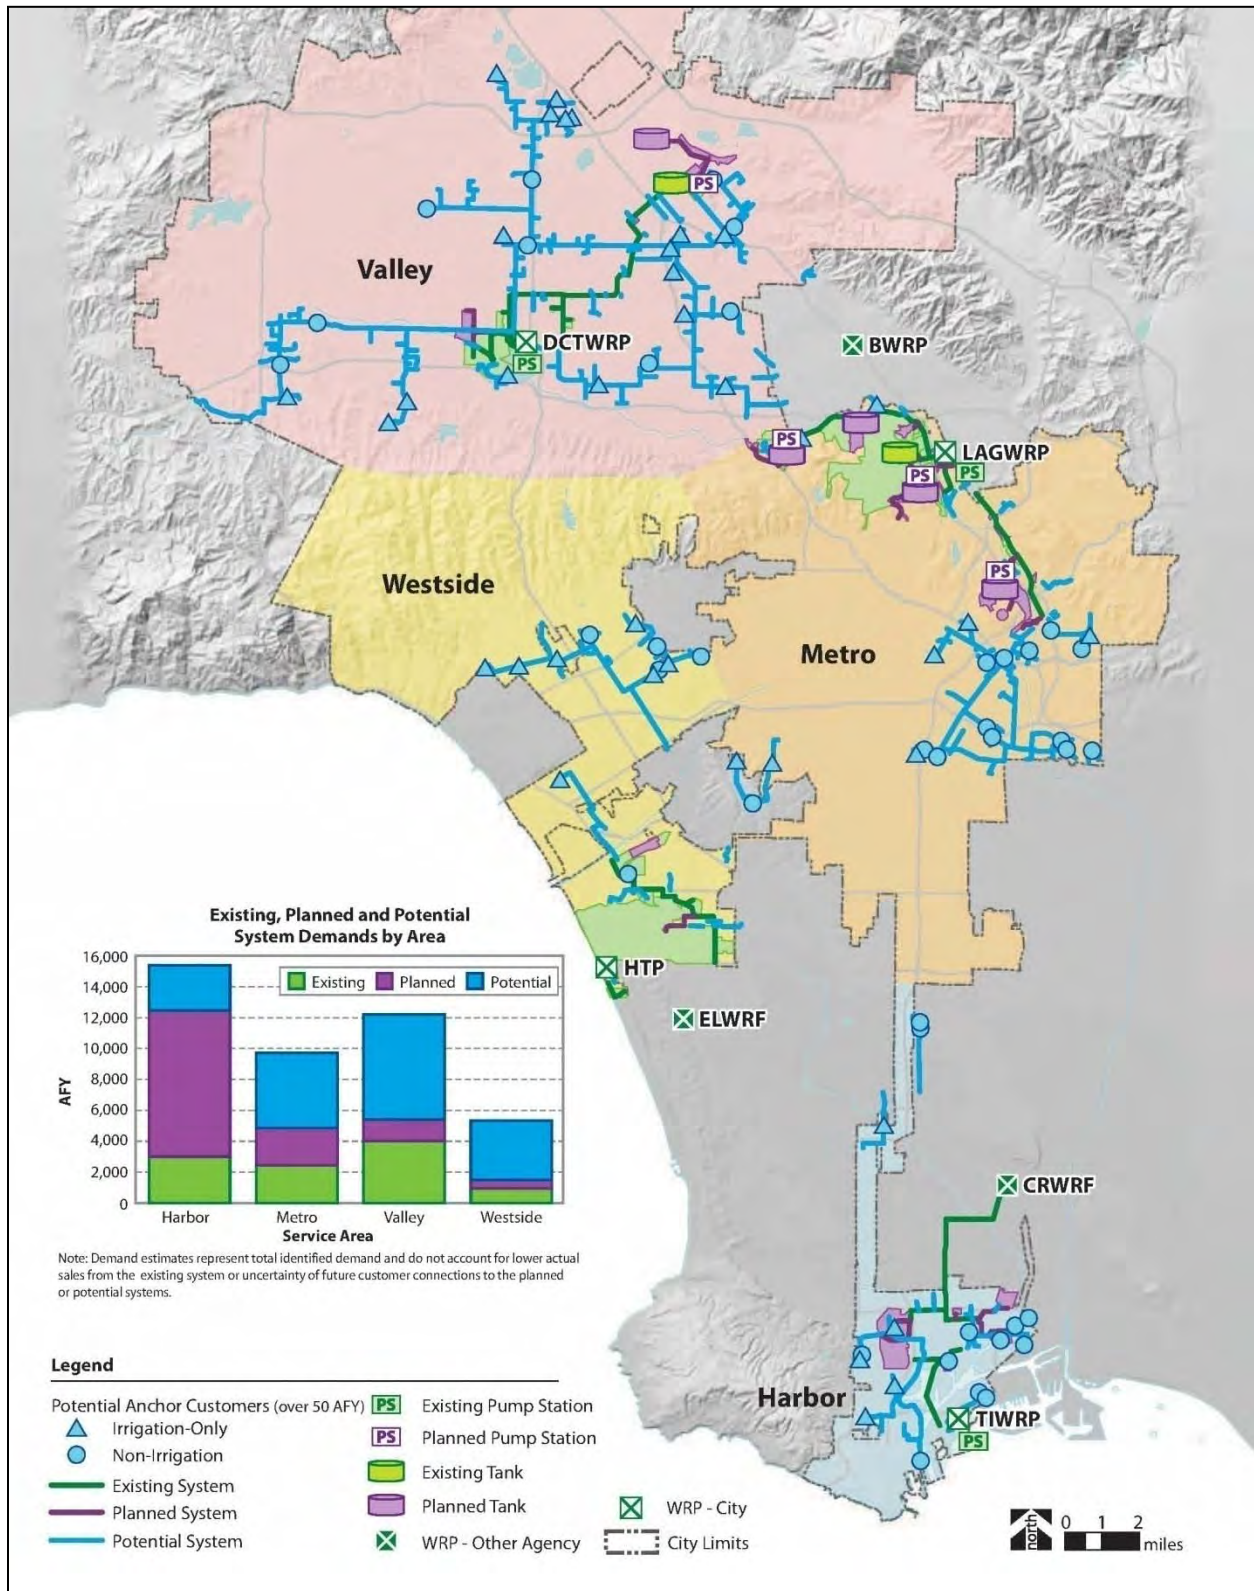 PS
Valley
DCTWRP
PS
BWRP
PS
LAGWRP
PS
PS
Westside
PS
Metro
HTP
ELWRF
Existing, Planned and Potential
System Demands by Area
16,000
14,000
12,000
10,000
8,000
6,000
4,000
2,000
0
AFY
Existing
Planned
Potential
Harbor
Metro
Valley
Westside
Service Area
Note: Demand estimates represent total identified demand and do not account for lower actual
sales from the existing system or uncertainty of future customer connections to the planned
or potential systems.
CRWRF
Harbor
TIWRP
PS
Legend
Potential Anchor Customers (over 50 AFY)
Irrigation-Only
Non-Irrigation
Existing System
Planned System
Potential System
PS Existing Pump Station
PS Planned Pump Station
Existing Tank
Planned Tank
WRP - Other Agency
WRP - City
City Limits
north
0 1 2
miles